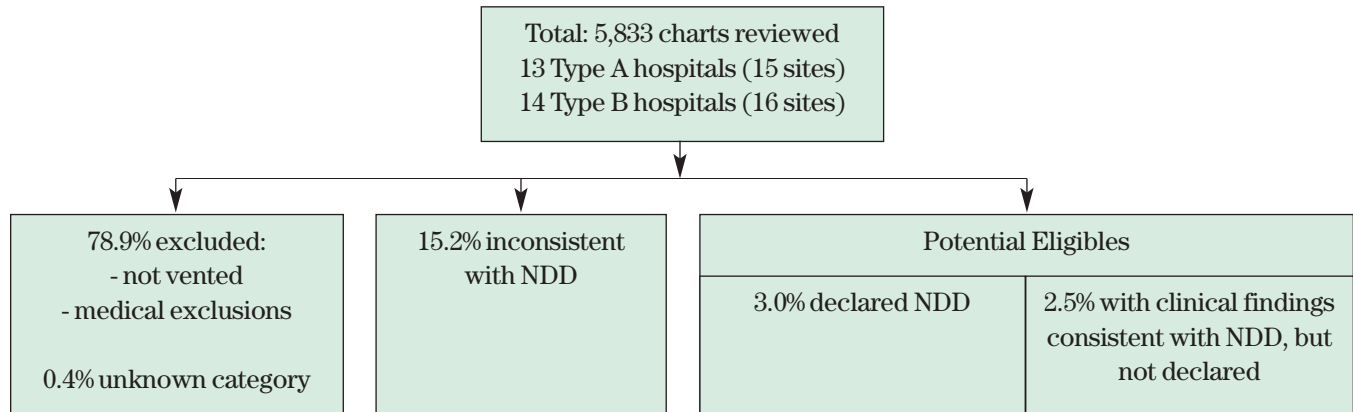 Total: 5,833 charts reviewed
13 Type A hospitals (15 sites)
14 Type B hospitals (16 sites)
78.9% excluded:
- not vented
- medical exclusions
0.4% unknown category
15.2% inconsistent
with NDD
Potential Eligibles
3.0% declared NDD
2.5% with clinical findings
consistent with NDD, but
not declared